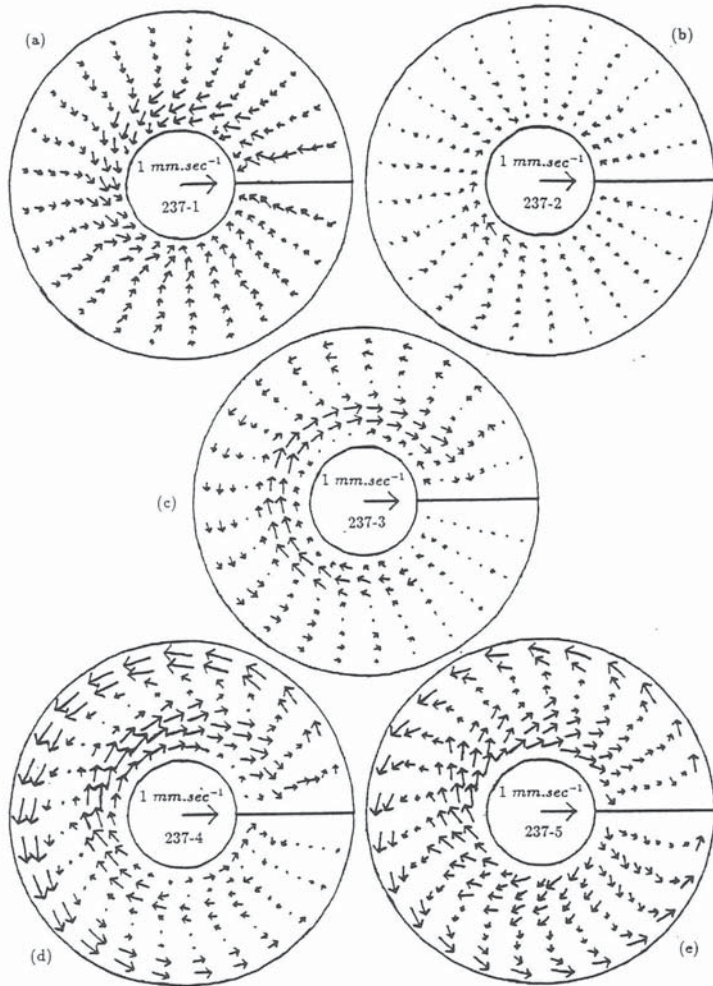 (a)
1 mm.sec⁻¹
237-1
(b)
1 mm.sec⁻¹
237-2
(c)
1 mm.sec⁻¹
237-3
(d)
1 mm.sec⁻¹
237-4
(e)
1 mm.sec⁻¹
237-5